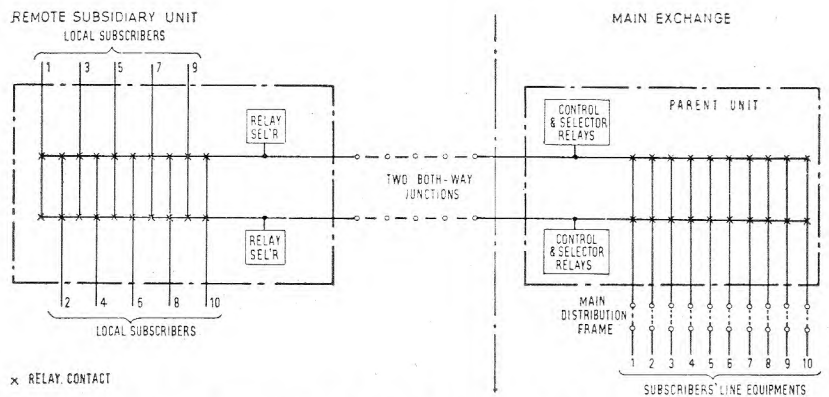 REMOTE SUBSIDIARY UNIT
LOCAL SUBSCRIBERS
1 3 5 7 9
RELAY
SEL'R
RELAY
SEL'R
2 4 6 8 10
LOCAL SUBSCRIBERS
× RELAY CONTACT
TWO BOTH-WAY
JUNCTIONS
MAIN EXCHANGE
CONTROL
& SELECTOR
RELAYS
PARENT UNIT
CONTROL
& SELECTOR
RELAYS
MAIN
DISTRIBUTION
FRAME
1 2 3 4 5 6 7 8 9 10
SUBSCRIBERS' LINE EQUIPMENTS